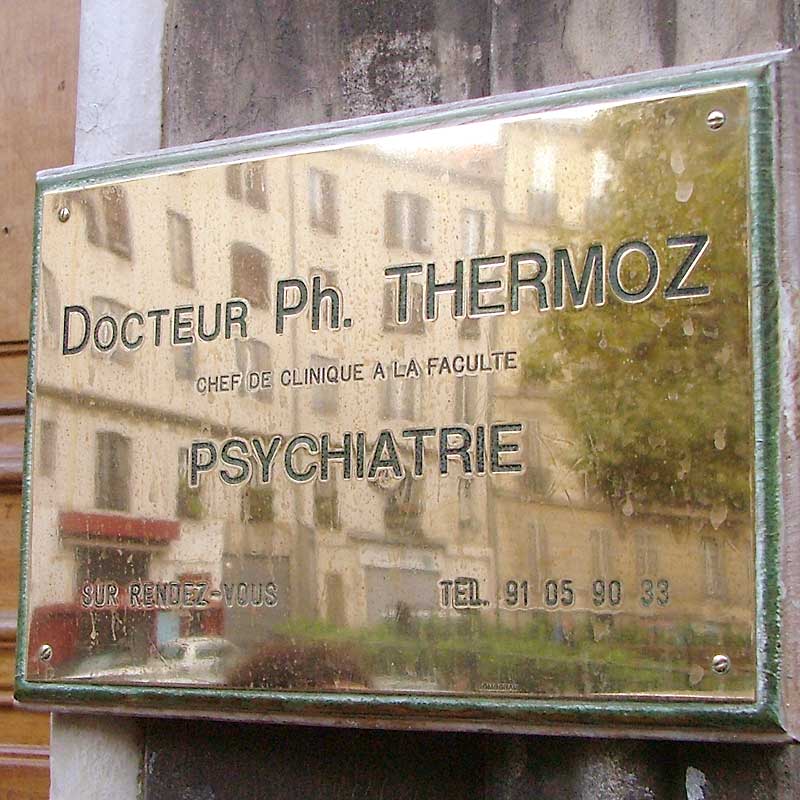 DOCTEUR Ph. THERMOZ
CHEF DE CLINIQUE A LA FACULTE
PSYCHIATRIE
SUR RENDEZ-VOUS TEL. 91 05 90 33